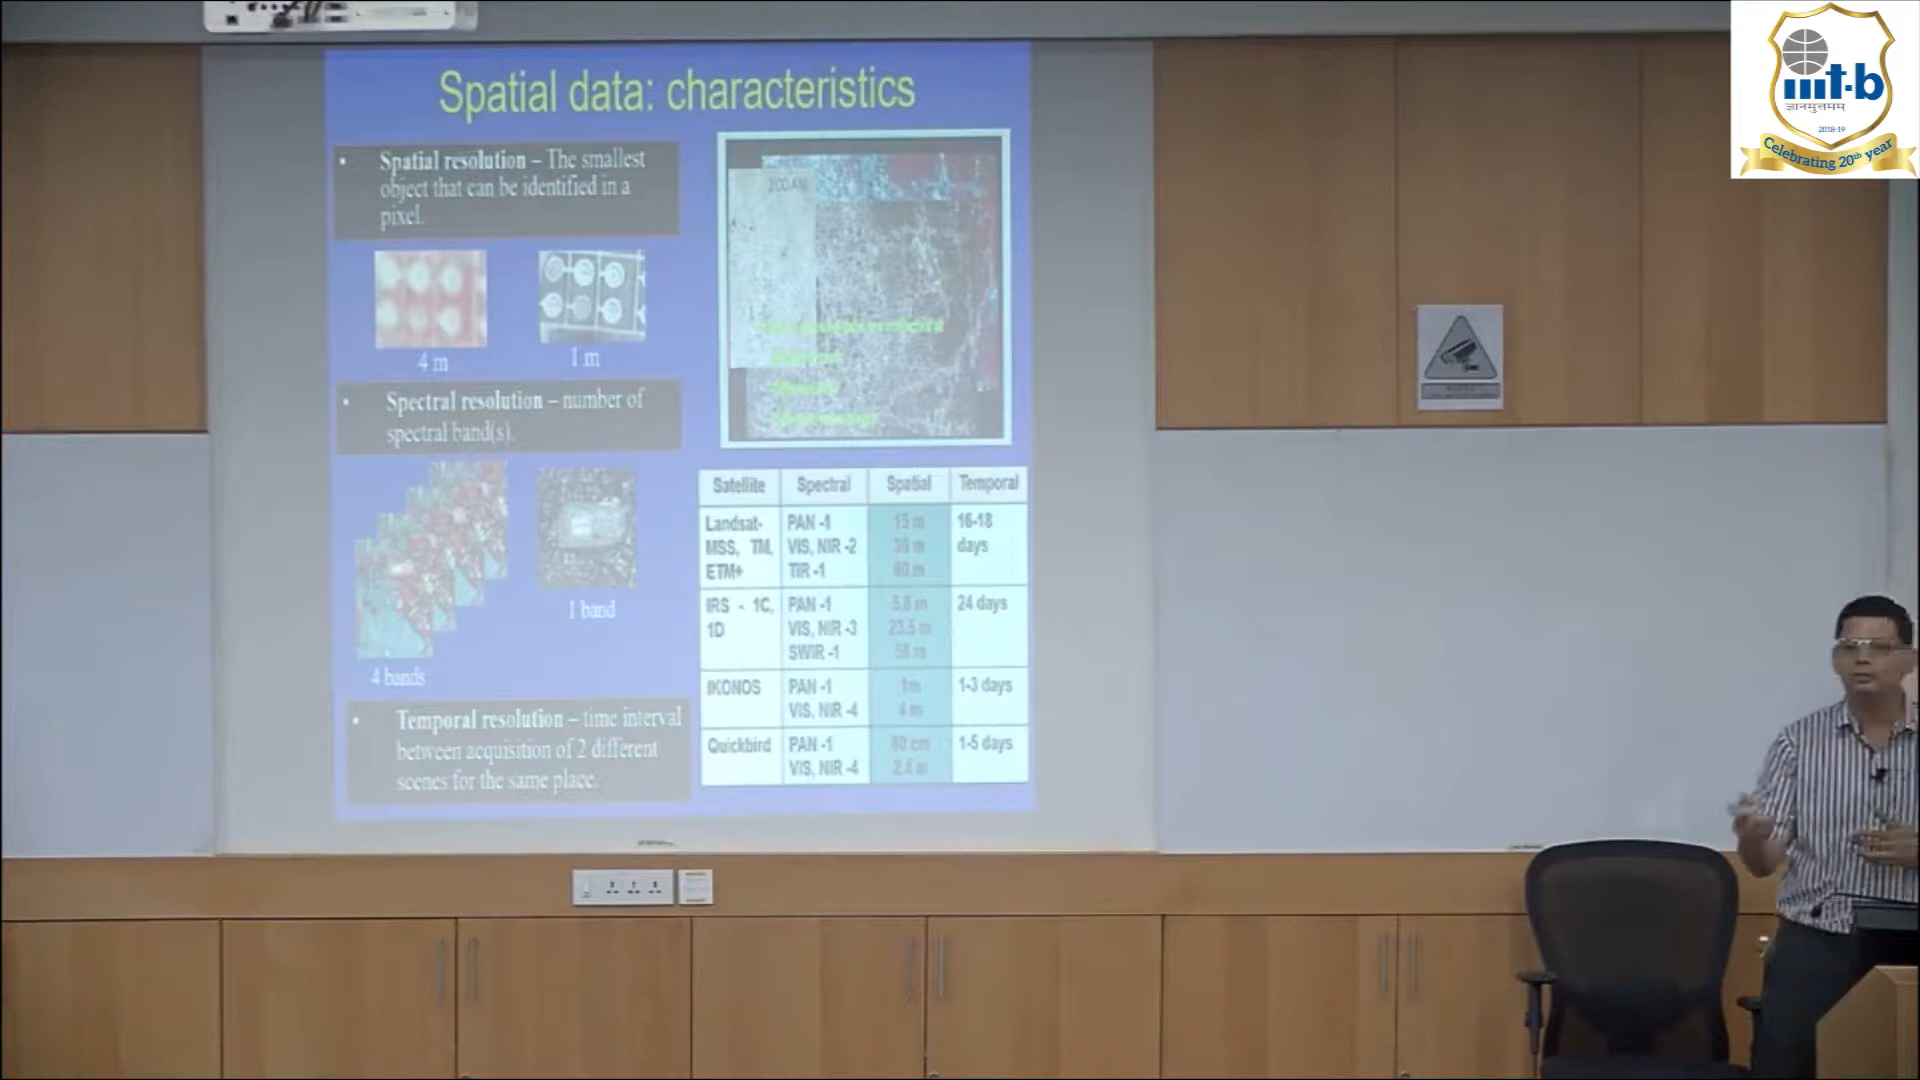 Spatial data: characteristics
• Spatial resolution – The smallest
object that can be identified in a
pixel.
4 m
1 m
• Spectral resolution – number of
spectral band(s).
4 bands
1 band
• Temporal resolution – time interval
between acquisition of 2 different
scenes for the same place.
Satellite Spectral Spatial Temporal
Landsat- PAN -1 15 m 16-18
MSS, TM, VIS, NIR -2 30 m days
ETM+ TIR -1 60 m
IRS - 1C, PAN -1 5.8 m 24 days
1D VIS, NIR -3 23.5 m
SWIR -1
IKONOS PAN -1 1m 1-3 days
VIS, NIR -4 4 m
Quickbird PAN -1 60 cm 1-5 days
VIS, NIR -4 2.4 m
iiit-b
ज्ञानमुत्तमम्
2018-19
Celebrating 20th year